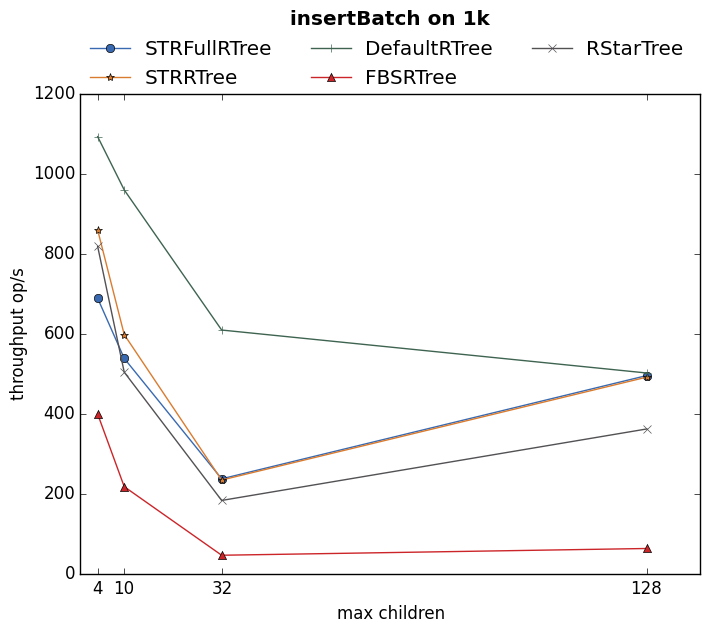 insertBatch on 1k
STRFullRTree DefaultRTree RStarTree
STRRTree FBSRTree
1200
1000
800
600
400
200
0
4 10 32 128
throughput op/s
max children